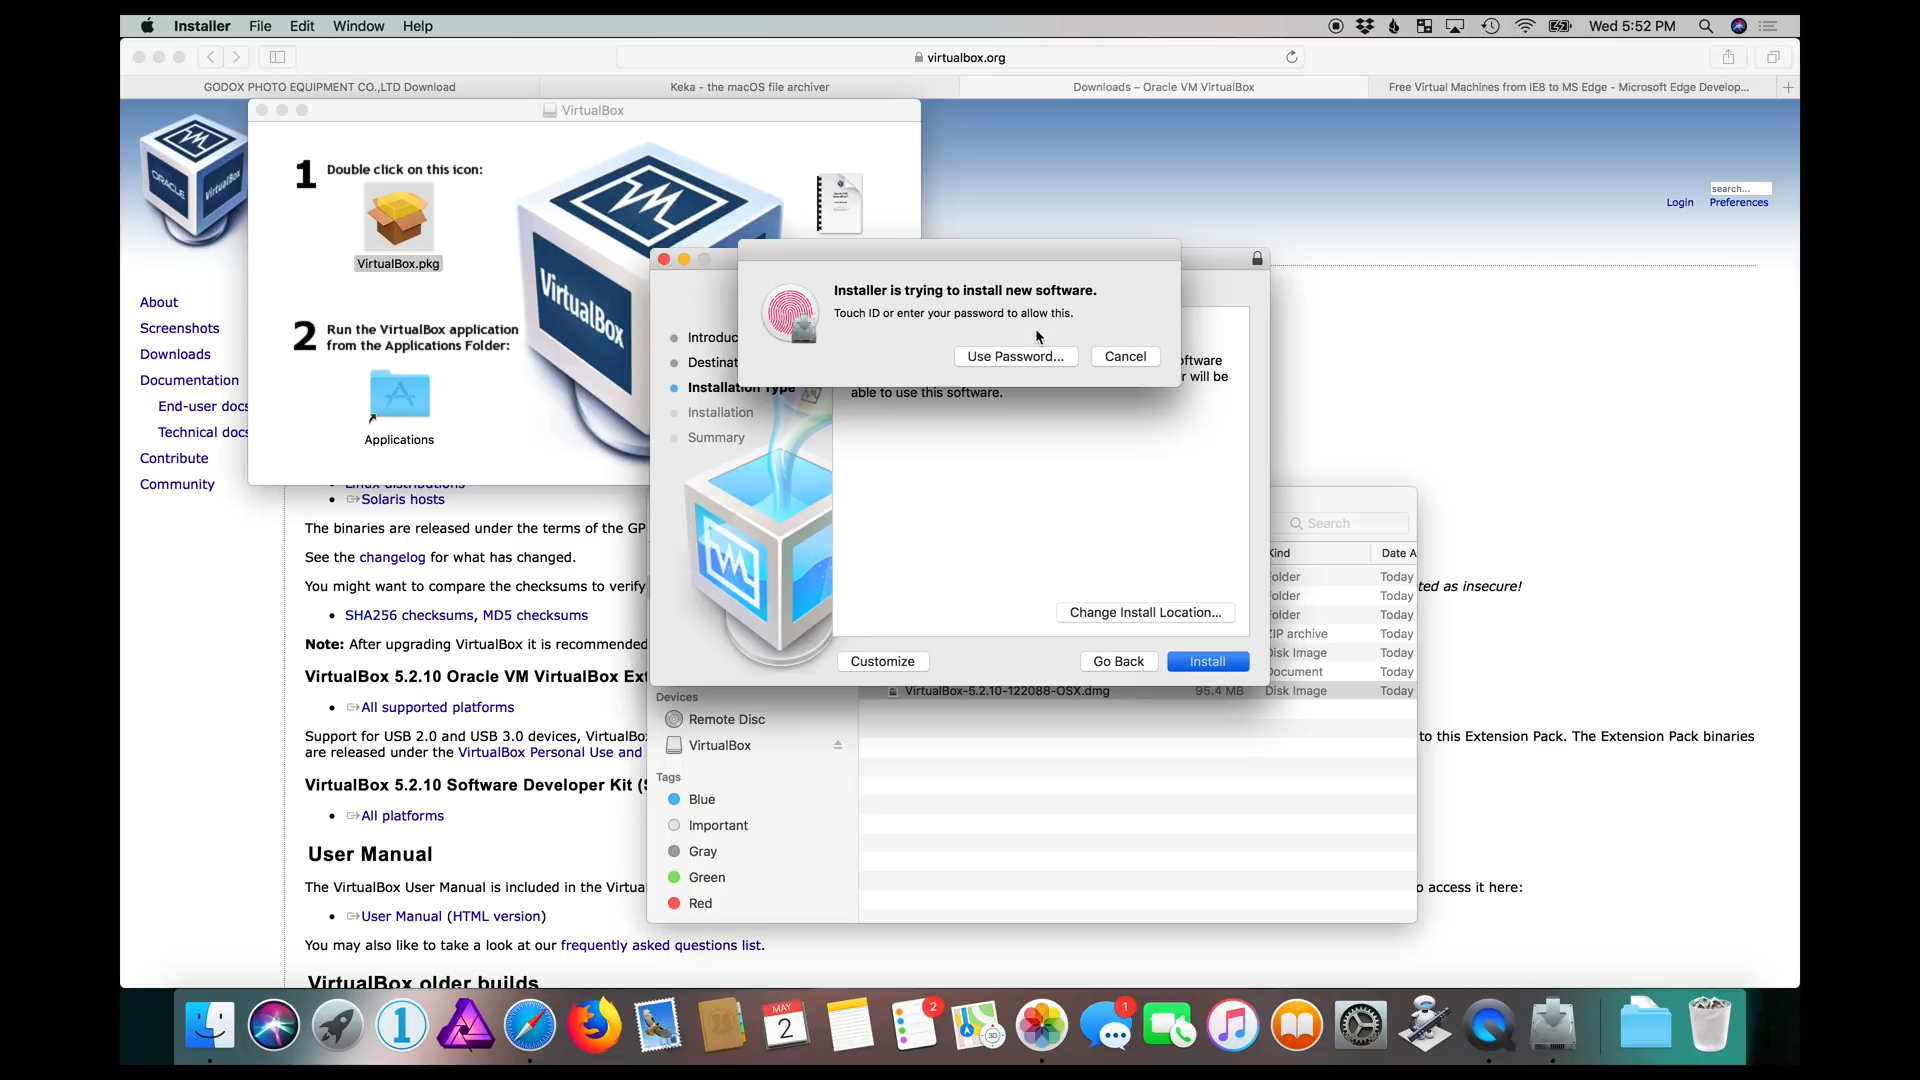 Installer File Edit Window Help
Wed 5:52 PM
virtualbox.org
GODOX PHOTO EQUIPMENT CO.,LTD Download
Keka - the macOS file archiver
Downloads – Oracle VM VirtualBox
Free Virtual Machines from IE8 to MS Edge - Microsoft Edge Develop...
ORACLE
VirtualBox
search...
Login
Preferences
About
Screenshots
Downloads
Documentation
End-user docs
Technical docs
Contribute
Community
VirtualBox
1 Double click on this icon:
VirtualBox.pkg
2 Run the VirtualBox application
from the Applications Folder:
Applications
VirtualBox
Installer is trying to install new software.
Touch ID or enter your password to allow this.
Use Password...
Cancel
Introduc
Destinat
Installation Type
Installation
Summary
oftware
r will be
able to use this software.
Change Install Location...
Customize
Go Back
Install
Linux distributions
Solaris hosts
The binaries are released under the terms of the GP
See the changelog for what has changed.
You might want to compare the checksums to verify
ted as insecure!
SHA256 checksums, MD5 checksums
Note: After upgrading VirtualBox it is recommended
VirtualBox 5.2.10 Oracle VM VirtualBox Ext
All supported platforms
Support for USB 2.0 and USB 3.0 devices, VirtualBo
to this Extension Pack. The Extension Pack binaries
are released under the VirtualBox Personal Use and
VirtualBox 5.2.10 Software Developer Kit (S
All platforms
User Manual
The VirtualBox User Manual is included in the Virtua
o access it here:
User Manual (HTML version)
You may also like to take a look at our frequently asked questions list.
VirtualBox older builds
Search
Kind
Date A
older
Today
older
Today
older
Today
ZIP archive
Today
Disk Image
Today
Document
Today
VirtualBox-5.2.10-122088-OSX.dmg
95.4 MB
Disk Image
Today
Devices
Remote Disc
VirtualBox
Tags
Blue
Important
Gray
Green
Red
1
MAY
2
2
3D
1